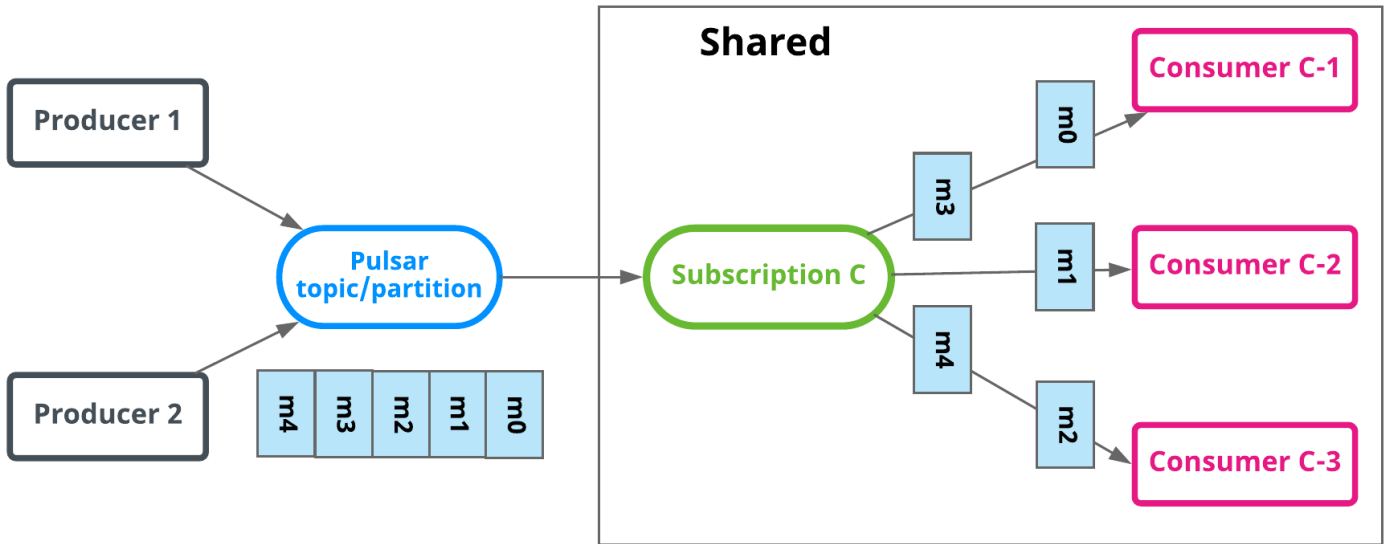 Shared
Producer 1
Producer 2
Pulsar
topic/partition
m4
m3
m2
m1
m0
Subscription C
m3
m0
m1
m4
m2
Consumer C-1
Consumer C-2
Consumer C-3